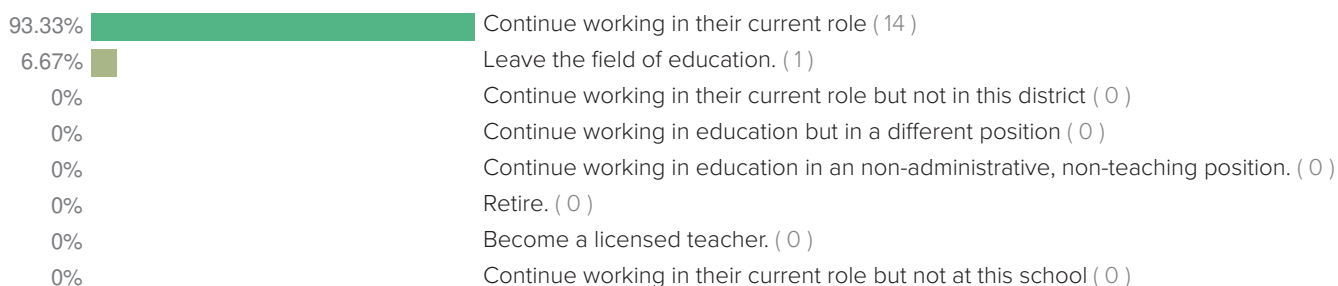 93.33% Continue working in their current role ( 14 )
6.67% Leave the field of education. ( 1 )
0% Continue working in their current role but not in this district ( 0 )
0% Continue working in education but in a different position ( 0 )
0% Continue working in education in an non-administrative, non-teaching position. ( 0 )
0% Retire. ( 0 )
0% Become a licensed teacher. ( 0 )
0% Continue working in their current role but not at this school ( 0 )